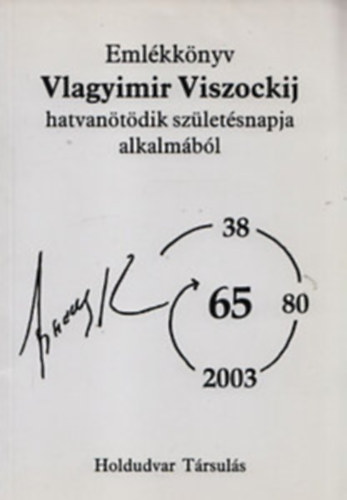 Emlékkönyv
Vlagyimir Viszockij
hatvanötödik születésnapja
alkalmából
38
65
80
2003
Holdudvar Társulás